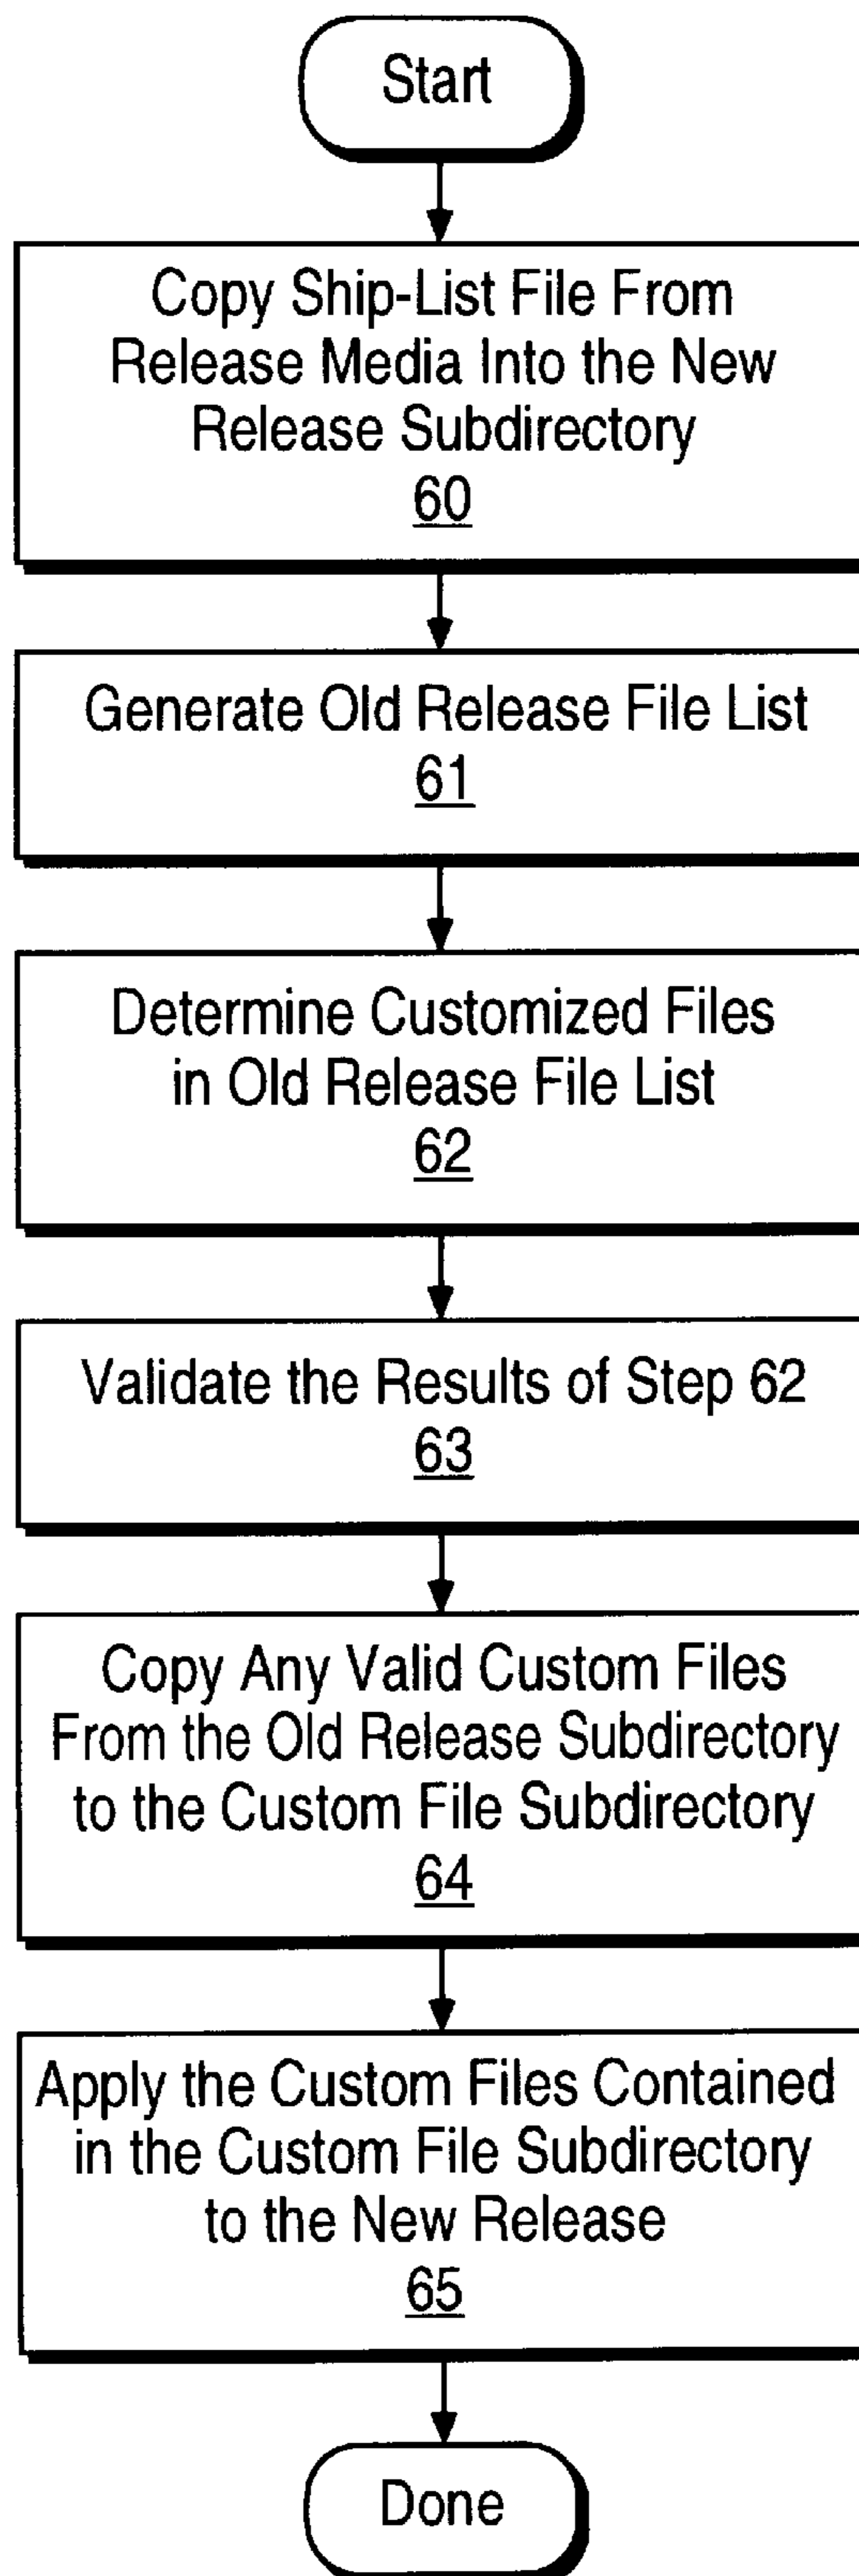 Start
Copy Ship-List File From
Release Media Into the New
Release Subdirectory
60
Generate Old Release File List
61
Determine Customized Files
in Old Release File List
62
Validate the Results of Step 62
63
Copy Any Valid Custom Files
From the Old Release Subdirectory
to the Custom File Subdirectory
64
Apply the Custom Files Contained
in the Custom File Subdirectory
to the New Release
65
Done